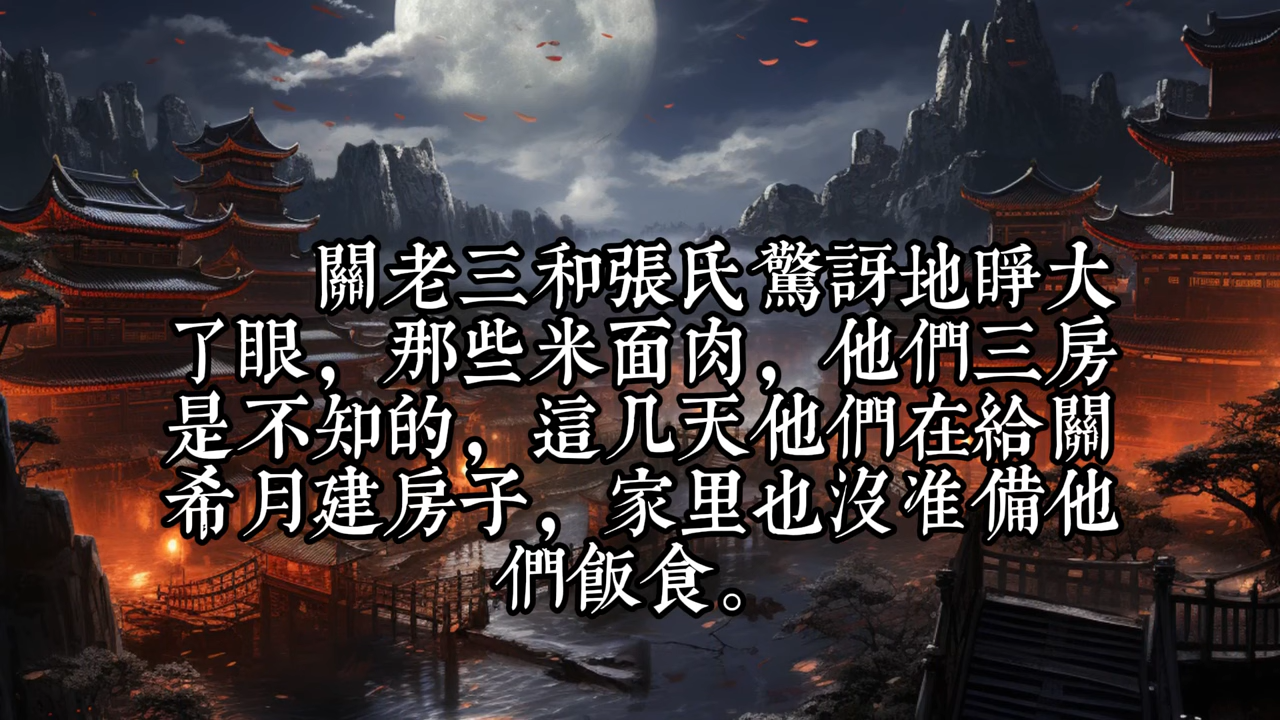 關老三和張氏驚訝地睜大
了眼，那些米面肉，他們三房
是不知的，這几天他們在給關
希月建房子，家里也沒准備他
們飯食。